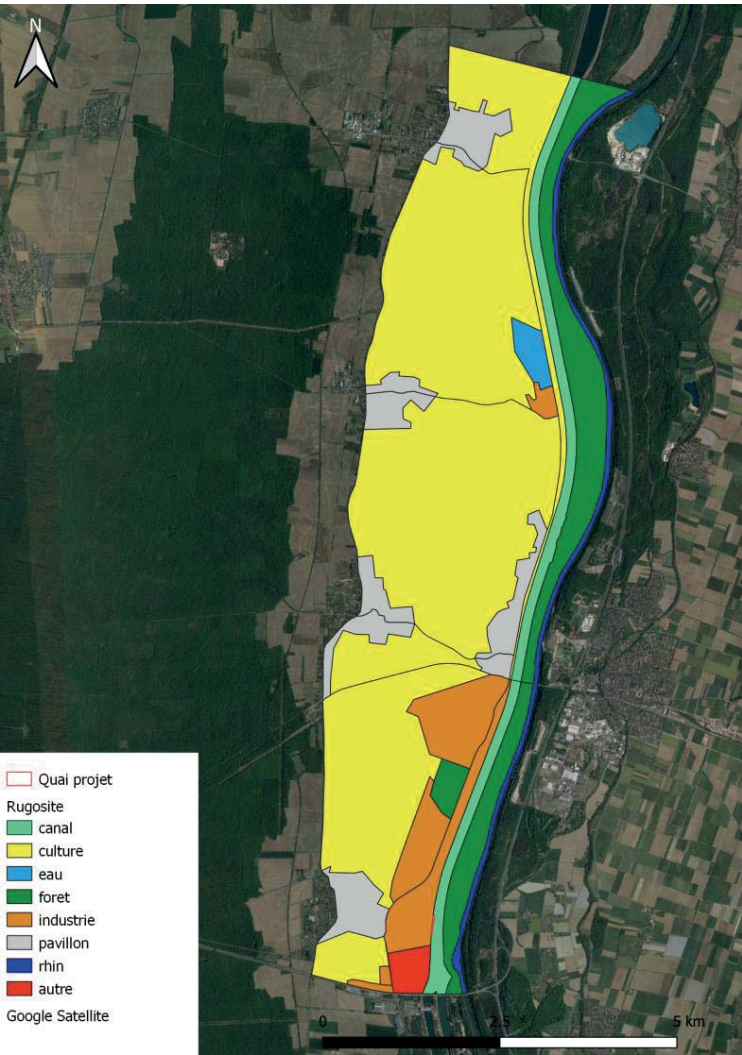 N
Quai projet
Rugosite
canal
culture
eau
foret
industrie
pavillon
rhin
autre
Google Satellite
0 2.5 5 km